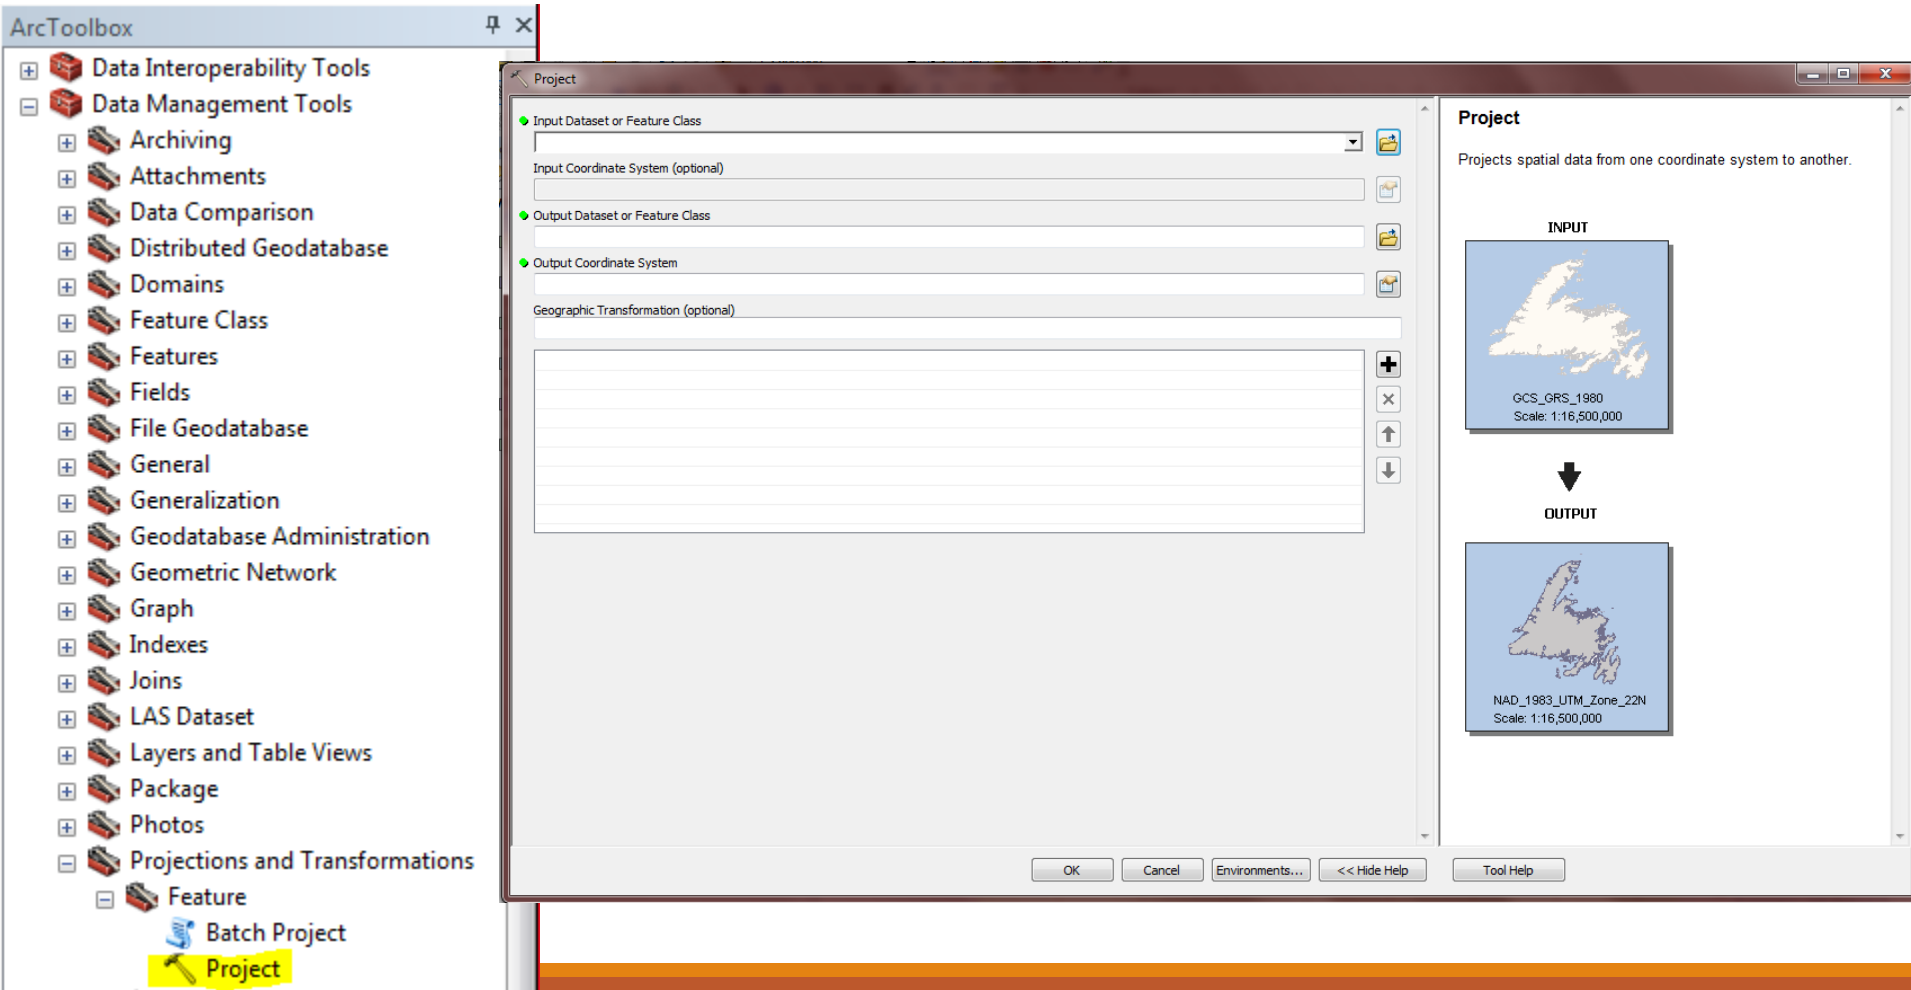 ArcToolbox
Data Interoperability Tools
Data Management Tools
Archiving
Attachments
Data Comparison
Distributed Geodatabase
Domains
Feature Class
Features
Fields
File Geodatabase
General
Generalization
Geodatabase Administration
Geometric Network
Graph
Indexes
Joins
LAS Dataset
Layers and Table Views
Package
Photos
Projections and Transformations
Feature
Batch Project
Project
Project
Input Dataset or Feature Class
Input Coordinate System (optional)
Output Dataset or Feature Class
Output Coordinate System
Geographic Transformation (optional)
OK
Cancel
Environments...
<< Hide Help
Tool Help
Project
Projects spatial data from one coordinate system to another.
INPUT
GCS_GRS_1980
Scale: 1:16,500,000
OUTPUT
NAD_1983_UTM_Zone_22N
Scale: 1:16,500,000